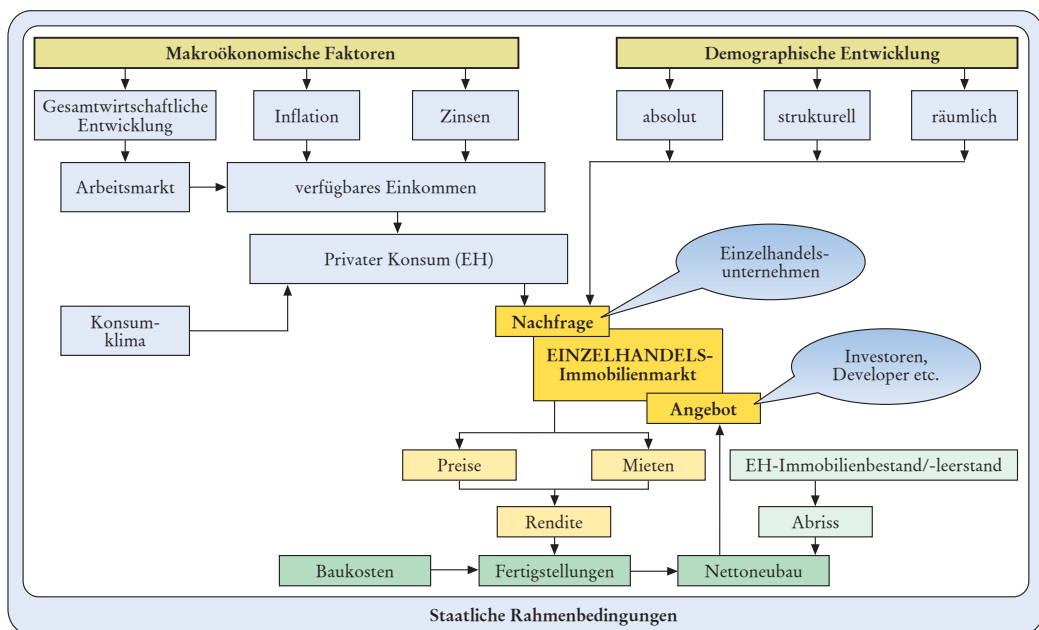 Makroökonomische Faktoren
Demographische Entwicklung
Gesamtwirtschaftliche
Entwicklung
Inflation
Zinsen
absolut
strukturell
räumlich
Arbeitsmarkt
verfügbares Einkommen
Privater Konsum (EH)
Einzelhandels-
unternehmen
Konsum-
klima
Nachfrage
EINZELHANDELS-
Immobilienmarkt
Investoren,
Developer etc.
Angebot
Preise
Mieten
EH-Immobilienbestand/-leerstand
Rendite
Abriss
Baukosten
Fertigstellungen
Nettoneubau
Staatliche Rahmenbedingungen